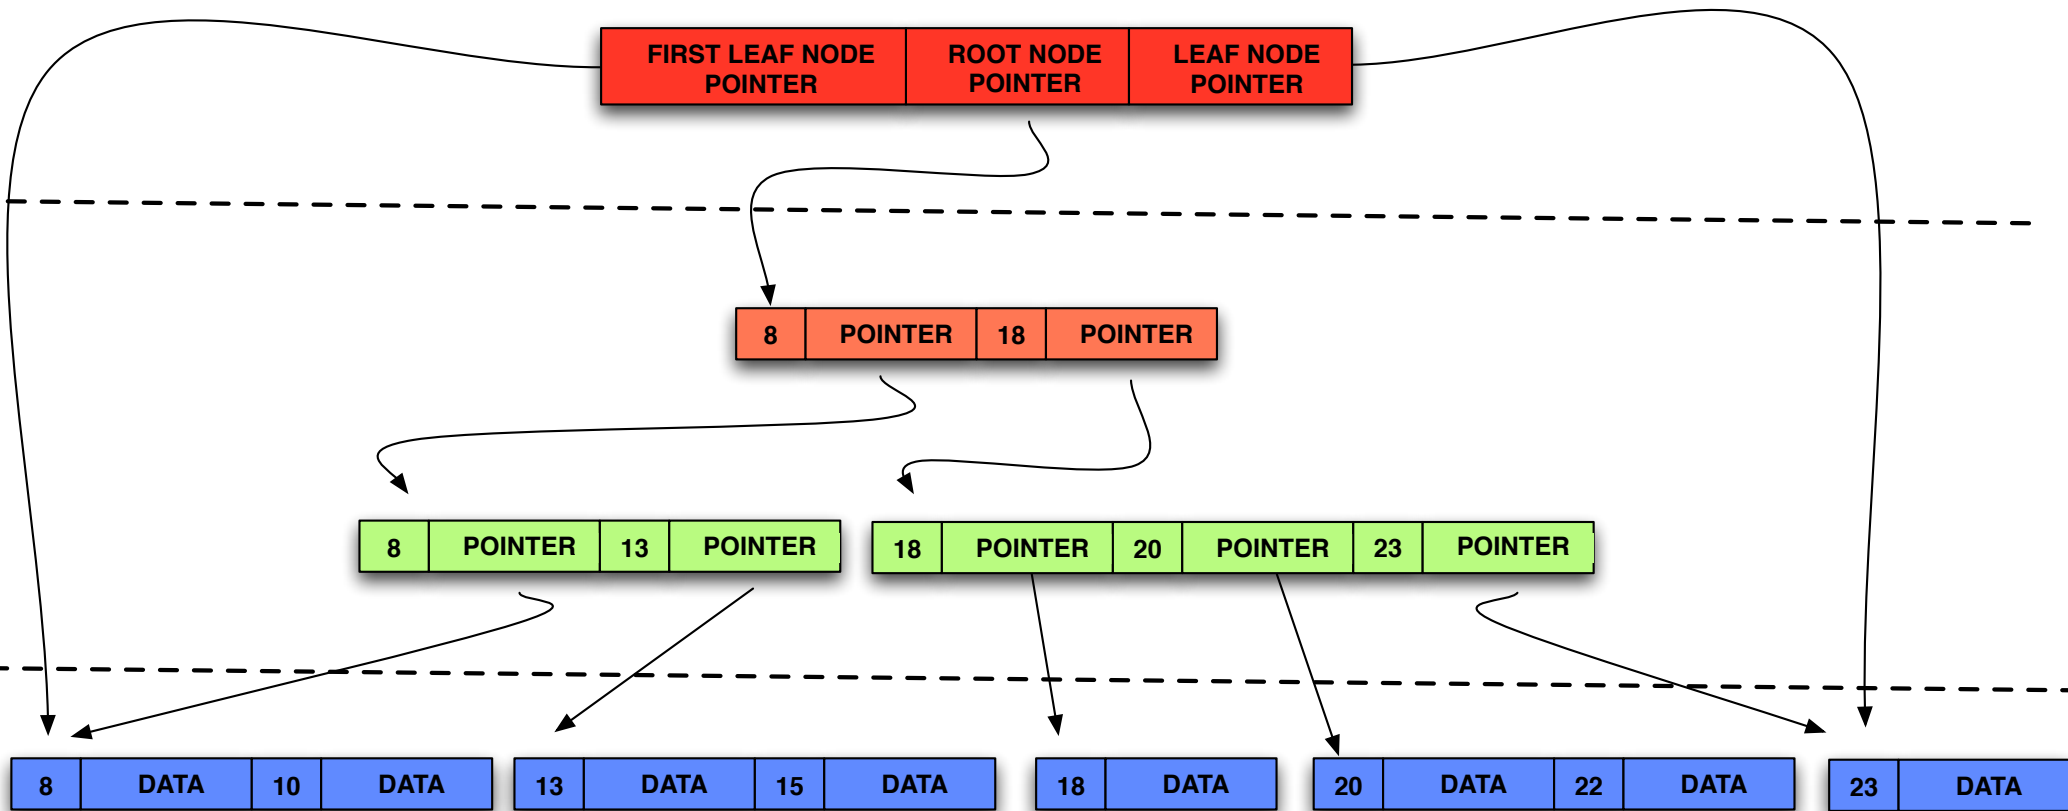 FIRST LEAF NODE POINTER ROOT NODE POINTER LEAF NODE POINTER
8 POINTER 18 POINTER
8 POINTER 13 POINTER 18 POINTER 20 POINTER 23 POINTER
8 DATA 10 DATA 13 DATA 15 DATA 18 DATA 20 DATA 22 DATA 23 DATA